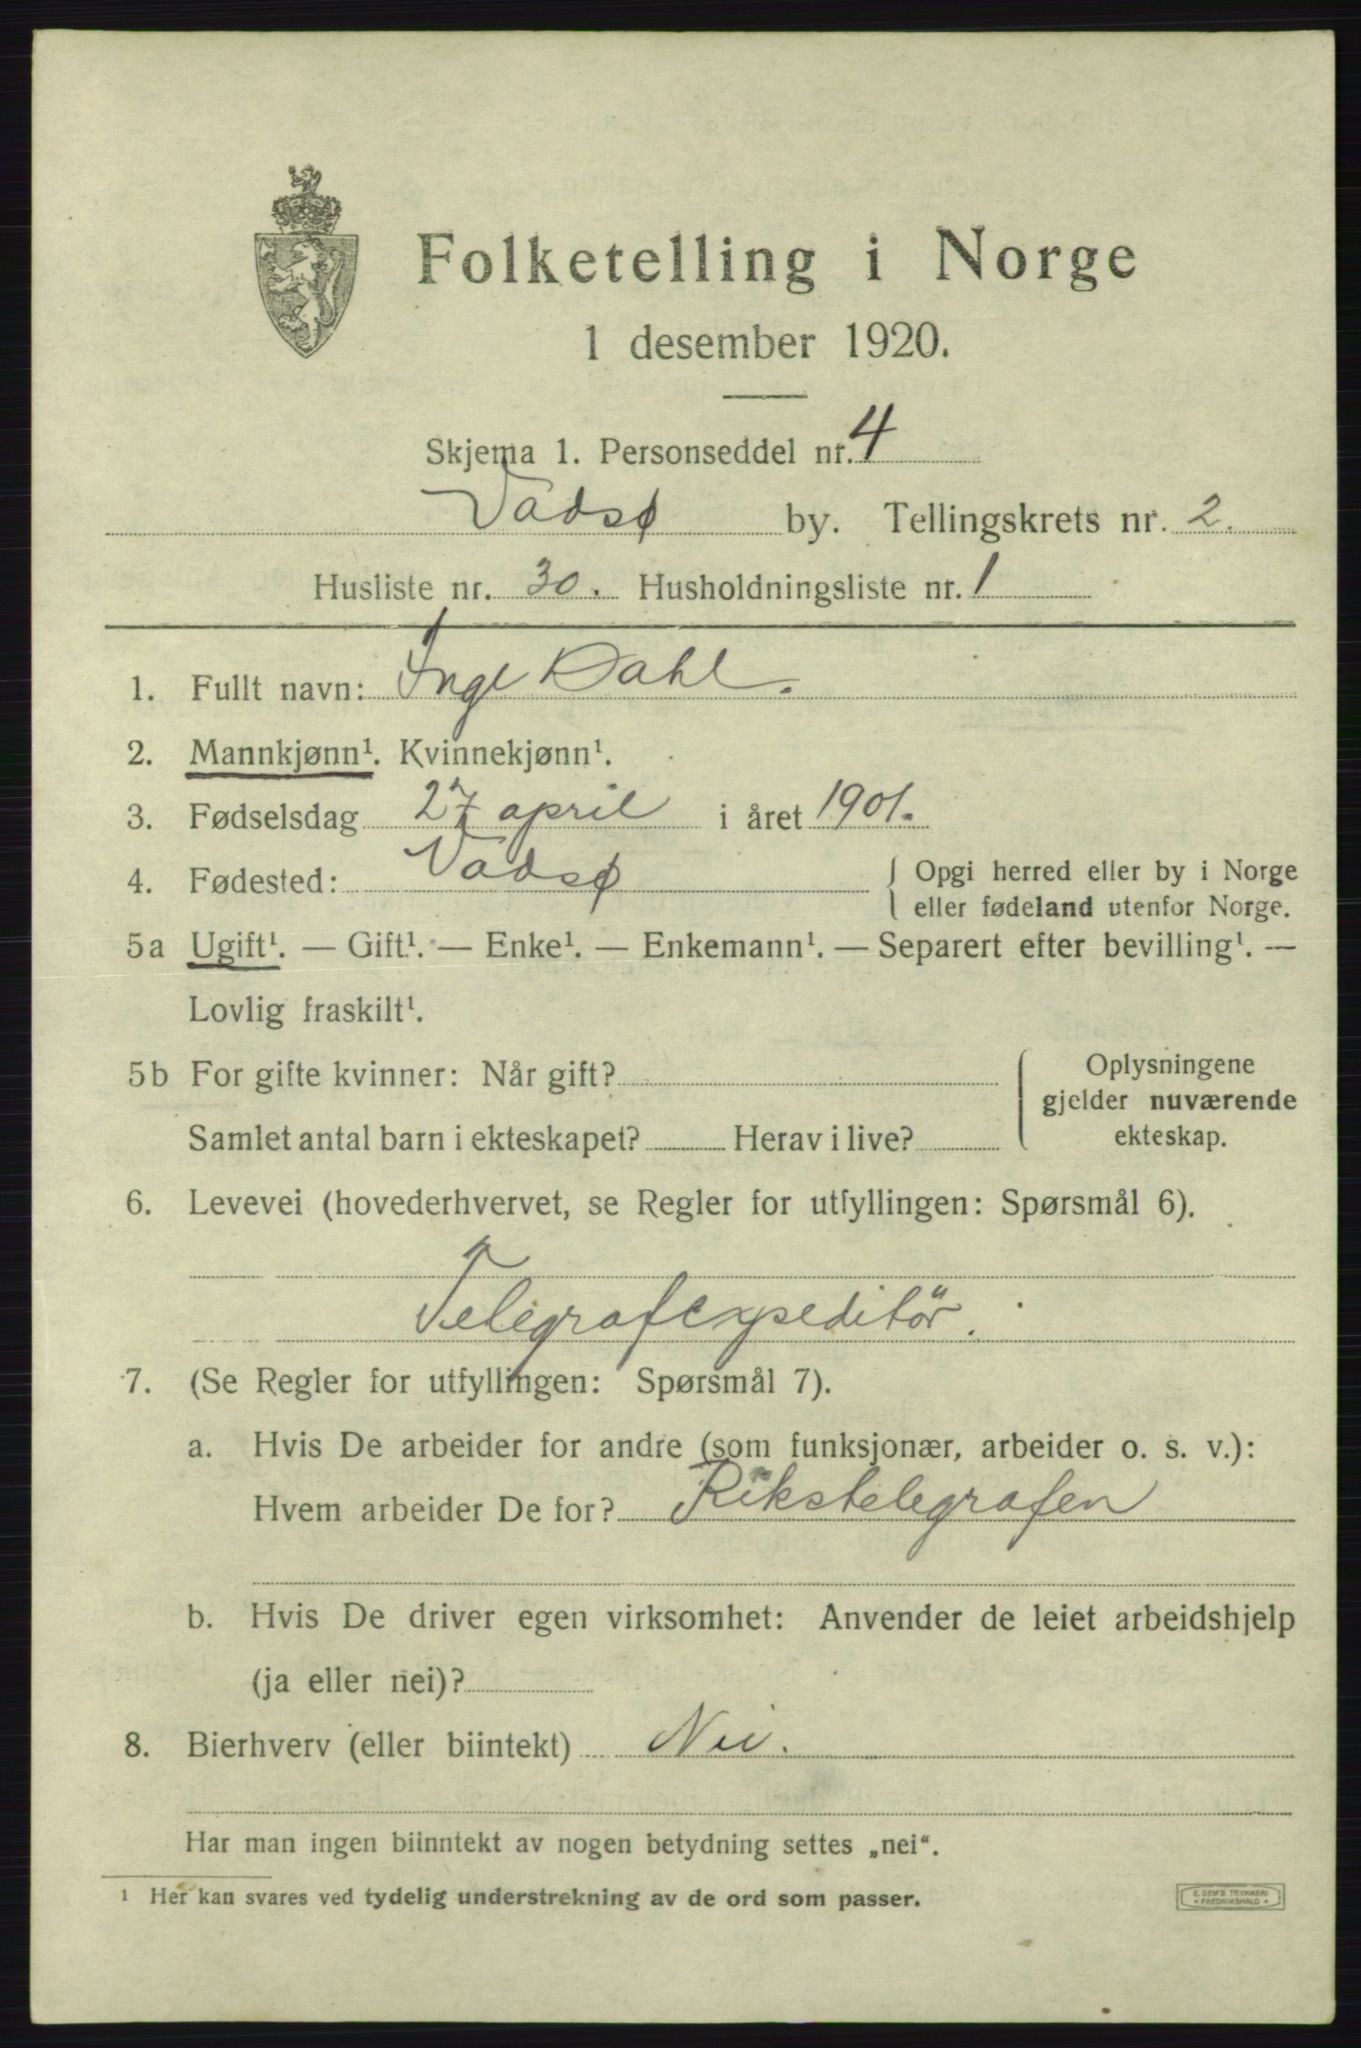 Folketelling i Norge
1 desember 1920.
Skjema 1. Personseddel nr. 4
Vadsø by. Tellingskrets nr. 2.
Husliste nr. 30. Husholdningsliste nr. 1
1. Fullt navn: Inge Dahl.
2. Mannkjønn¹. Kvinnekjønn¹.
3. Fødselsdag 27 april i året 1901.
4. Fødested: Vadsø { Opgi herred eller by i Norge
eller fødeland utenfor Norge.
5a Ugift¹. — Gift¹. — Enke¹. — Enkemann¹. — Separert efter bevilling¹. —
Lovlig fraskilt¹.
5b For gifte kvinner: Når gift? { Oplysningene
gjelder nuværende
Samlet antal barn i ekteskapet? Herav i live? ekteskap.
6. Levevei (hovederhvervet, se Regler for utfyllingen: Spørsmål 6).
Telegrafexpeditör.
7. (Se Regler for utfyllingen: Spørsmål 7).
a. Hvis De arbeider for andre (som funksjonær, arbeider o. s. v.):
Hvem arbeider De for? Rikstelegrafen
b. Hvis De driver egen virksomhet: Anvender de leiet arbeidshjelp
(ja eller nei)?
8. Bierhverv (eller biintekt) Nei.
Har man ingen biinntekt av nogen betydning settes „nei".
¹ Her kan svares ved tydelig understrekning av de ord som passer.
E. SEM'S TRYKKERI
• FREDRIKSHALD •